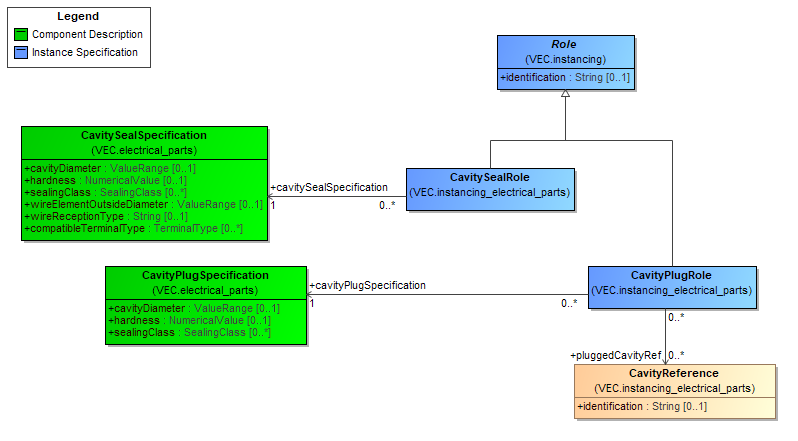 Legend
Component Description
Instance Specification
Role
(VEC.instancing)
+identification : String [0..1]
CavitySealSpecification
(VEC.electrical_parts)
+cavityDiameter : ValueRange [0..1]
+hardness : NumericalValue [0..1]
+sealingClass : SealingClass [0..*]
+wireElementOutsideDiameter : ValueRange [0..1]
+wireReceptionType : String [0..1]
+compatibleTerminalType : TerminalType [0..*]
+cavitySealSpecification
1
0..*
CavitySealRole
(VEC.instancing_electrical_parts)
CavityPlugSpecification
(VEC.electrical_parts)
+cavityDiameter : ValueRange [0..1]
+hardness : NumericalValue [0..1]
+sealingClass : SealingClass [0..*]
+cavityPlugSpecification
1
0..*
CavityPlugRole
(VEC.instancing_electrical_parts)
0..*
+pluggedCavityRef 0..*
CavityReference
(VEC.instancing_electrical_parts)
+identification : String [0..1]